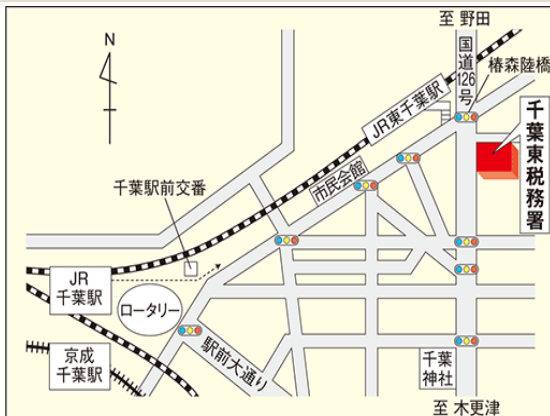 至 野田
N
国道126号
椿森陸橋
JR東千葉駅
千葉東税務署
市民会館
千葉駅前交番
JR
千葉駅
ロータリー
京成
千葉駅
駅前大通り
千葉
神社
至 木更津